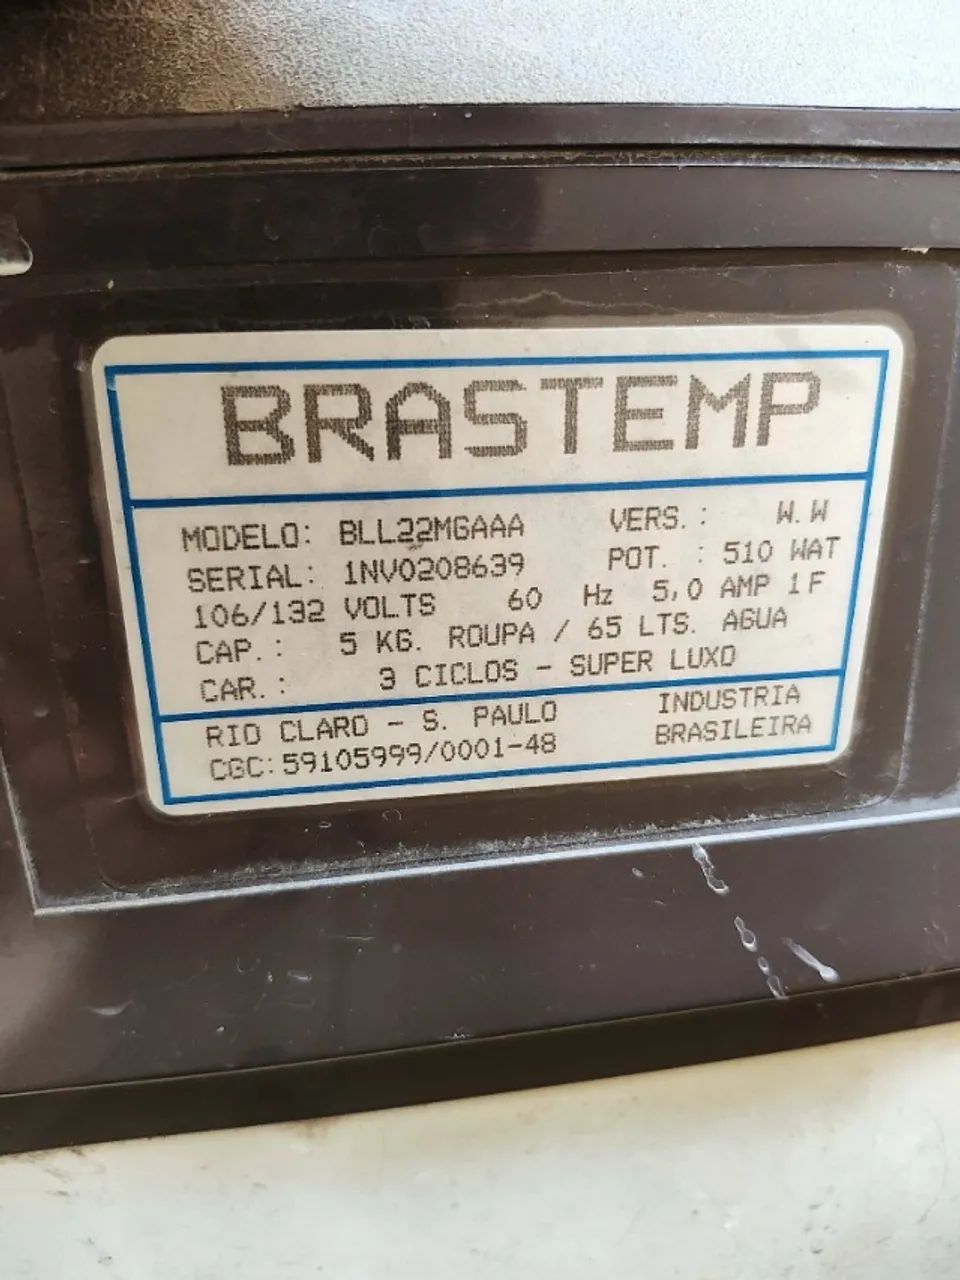 BRASTEMP
MODELO: BLL22MGAAA VERS.: W.W
SERIAL: 1NV0208639 POT. : 510 WAT
106/132 VOLTS 60 Hz 5,0 AMP 1F
CAP.: 5 KG. ROUPA / 65 LTS. AGUA
CAR.: 3 CICLOS - SUPER LUXO
RIO CLARO - S. PAULO INDUSTRIA
CGC:59105999/0001-48 BRASILEIRA